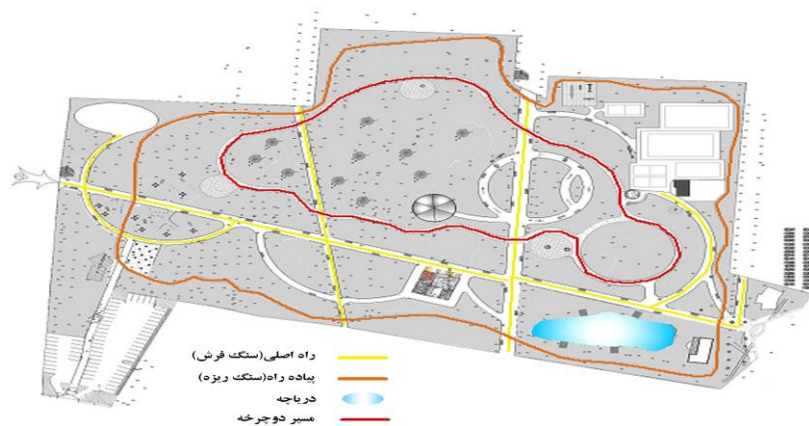 راه اصلی(سنگ فرش)
پیاده راه(سنگ ریزه)
دریاچه
مسیر دوچرخه